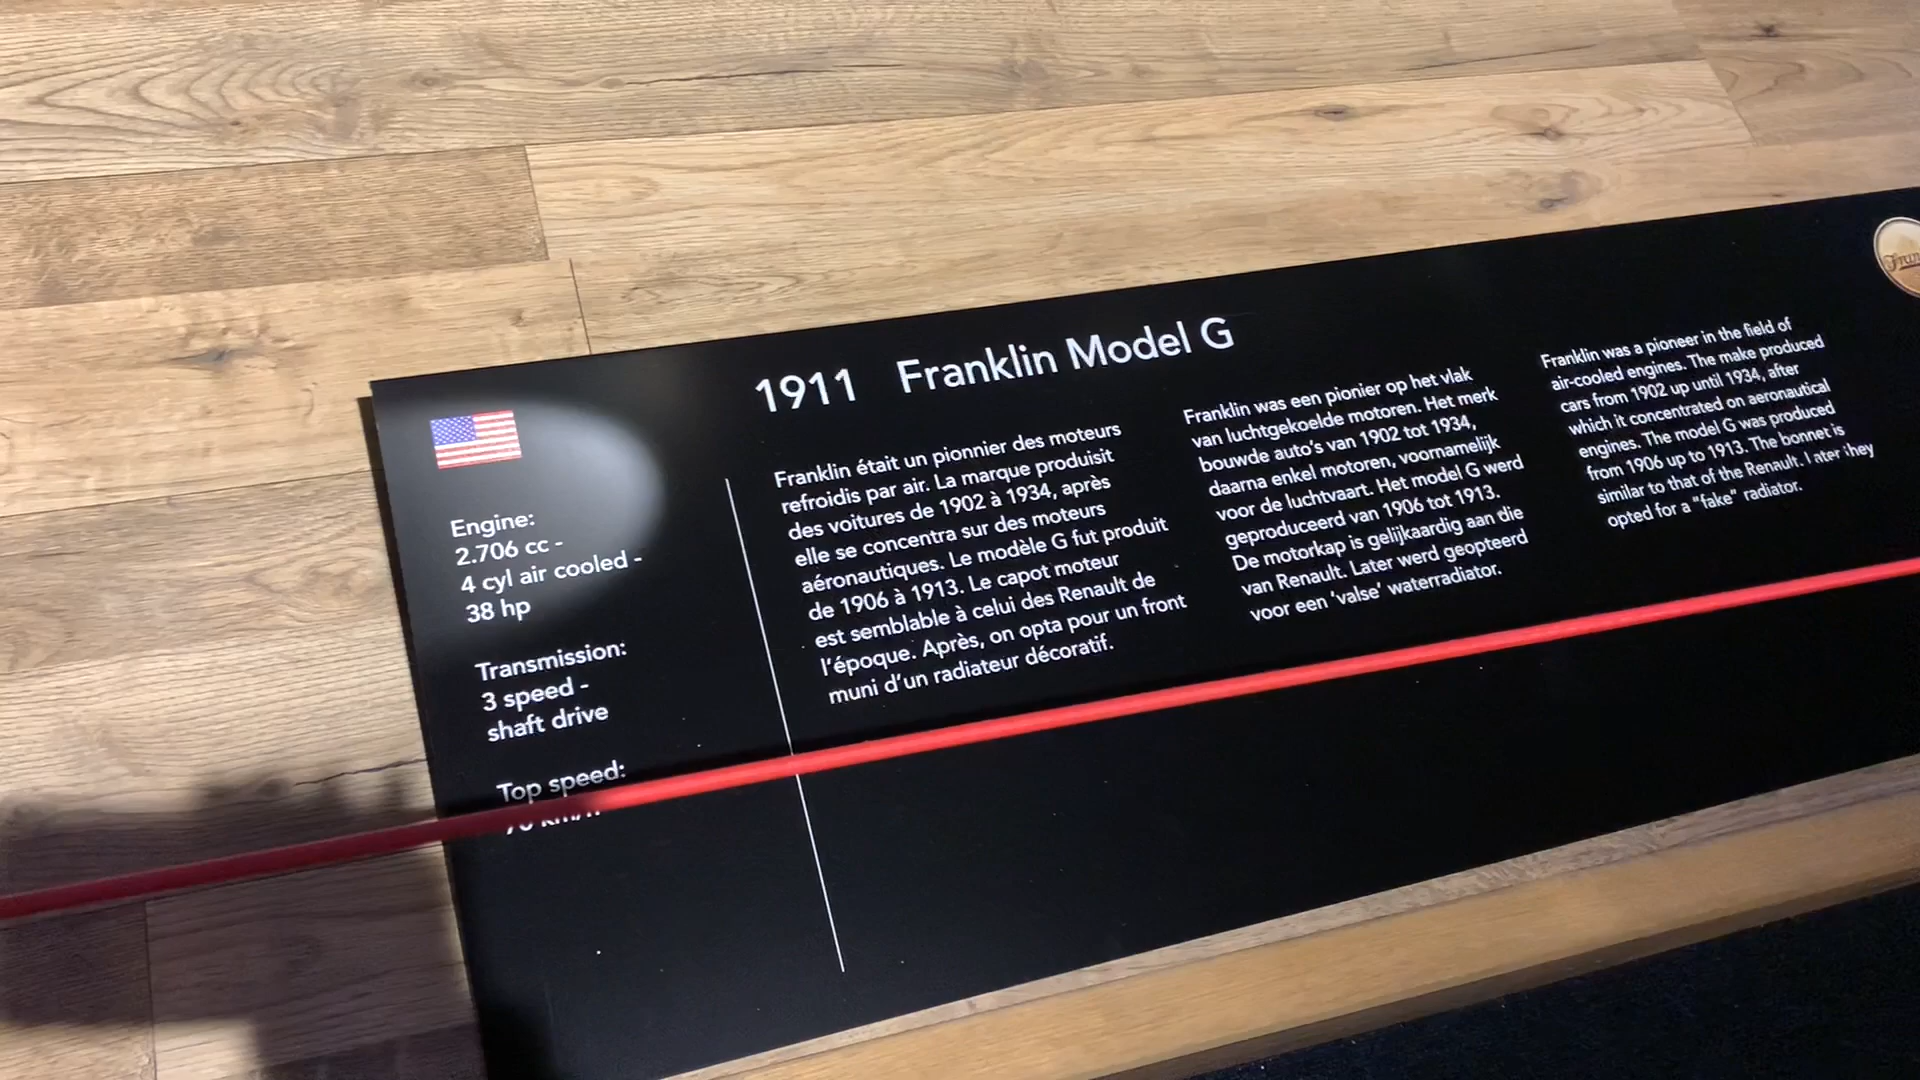 1911 Franklin Model G
Engine:
2.706 cc -
4 cyl air cooled -
38 hp
Transmission:
3 speed -
shaft drive
Top speed:
km/h
Franklin était un pionnier des moteurs
refroidis par air. La marque produisit
des voitures de 1902 à 1934, après
elle se concentra sur des moteurs
aéronautiques. Le modèle G fut produit
de 1906 à 1913. Le capot moteur
est semblable à celui des Renault de
l'époque. Après, on opta pour un front
muni d'un radiateur décoratif.
Franklin was een pionier op het vlak
van luchtgekoelde motoren. Het merk
bouwde auto's van 1902 tot 1934,
daarna enkel motoren, voornamelijk
voor de luchtvaart. Het model G werd
geproduceerd van 1906 tot 1913.
De motorkap is gelijkaardig aan die
van Renault. Later werd geopteerd
voor een 'valse' waterradiator.
Franklin was a pioneer in the field of
air-cooled engines. The make produced
cars from 1902 up until 1934, after
which it concentrated on aeronautical
engines. The model G was produced
from 1906 up to 1913. The bonnet is
similar to that of the Renault. Later they
opted for a "fake" radiator.